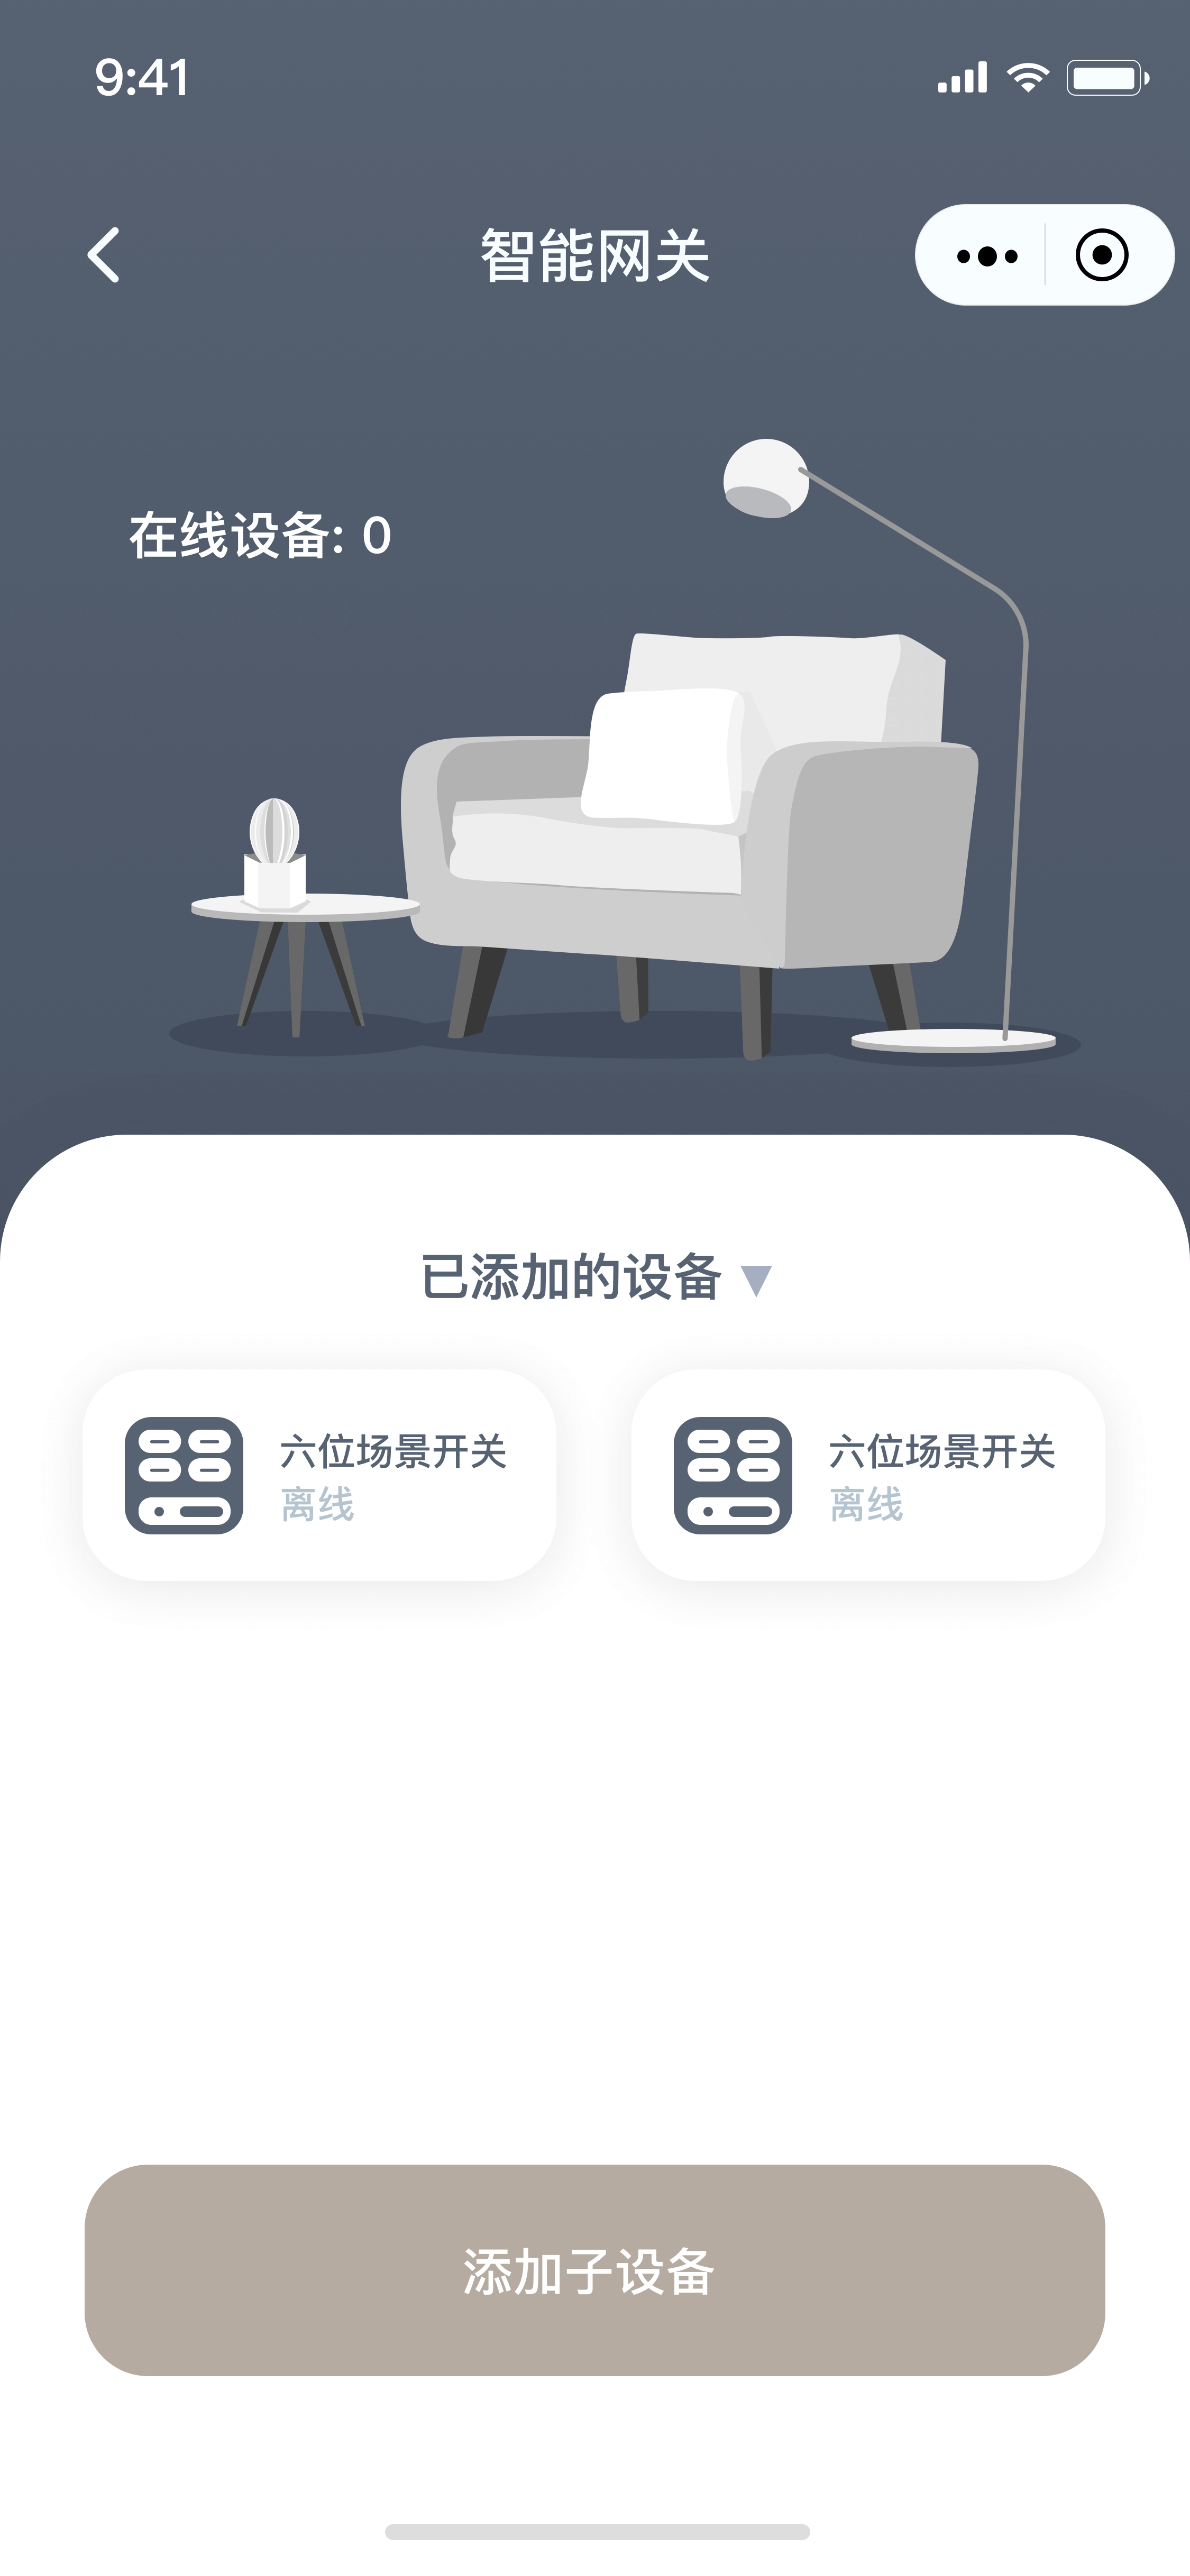 9:41
智能网关
在线设备: 0
已添加的设备 ▼
六位场景开关
离线
六位场景开关
离线
添加子设备